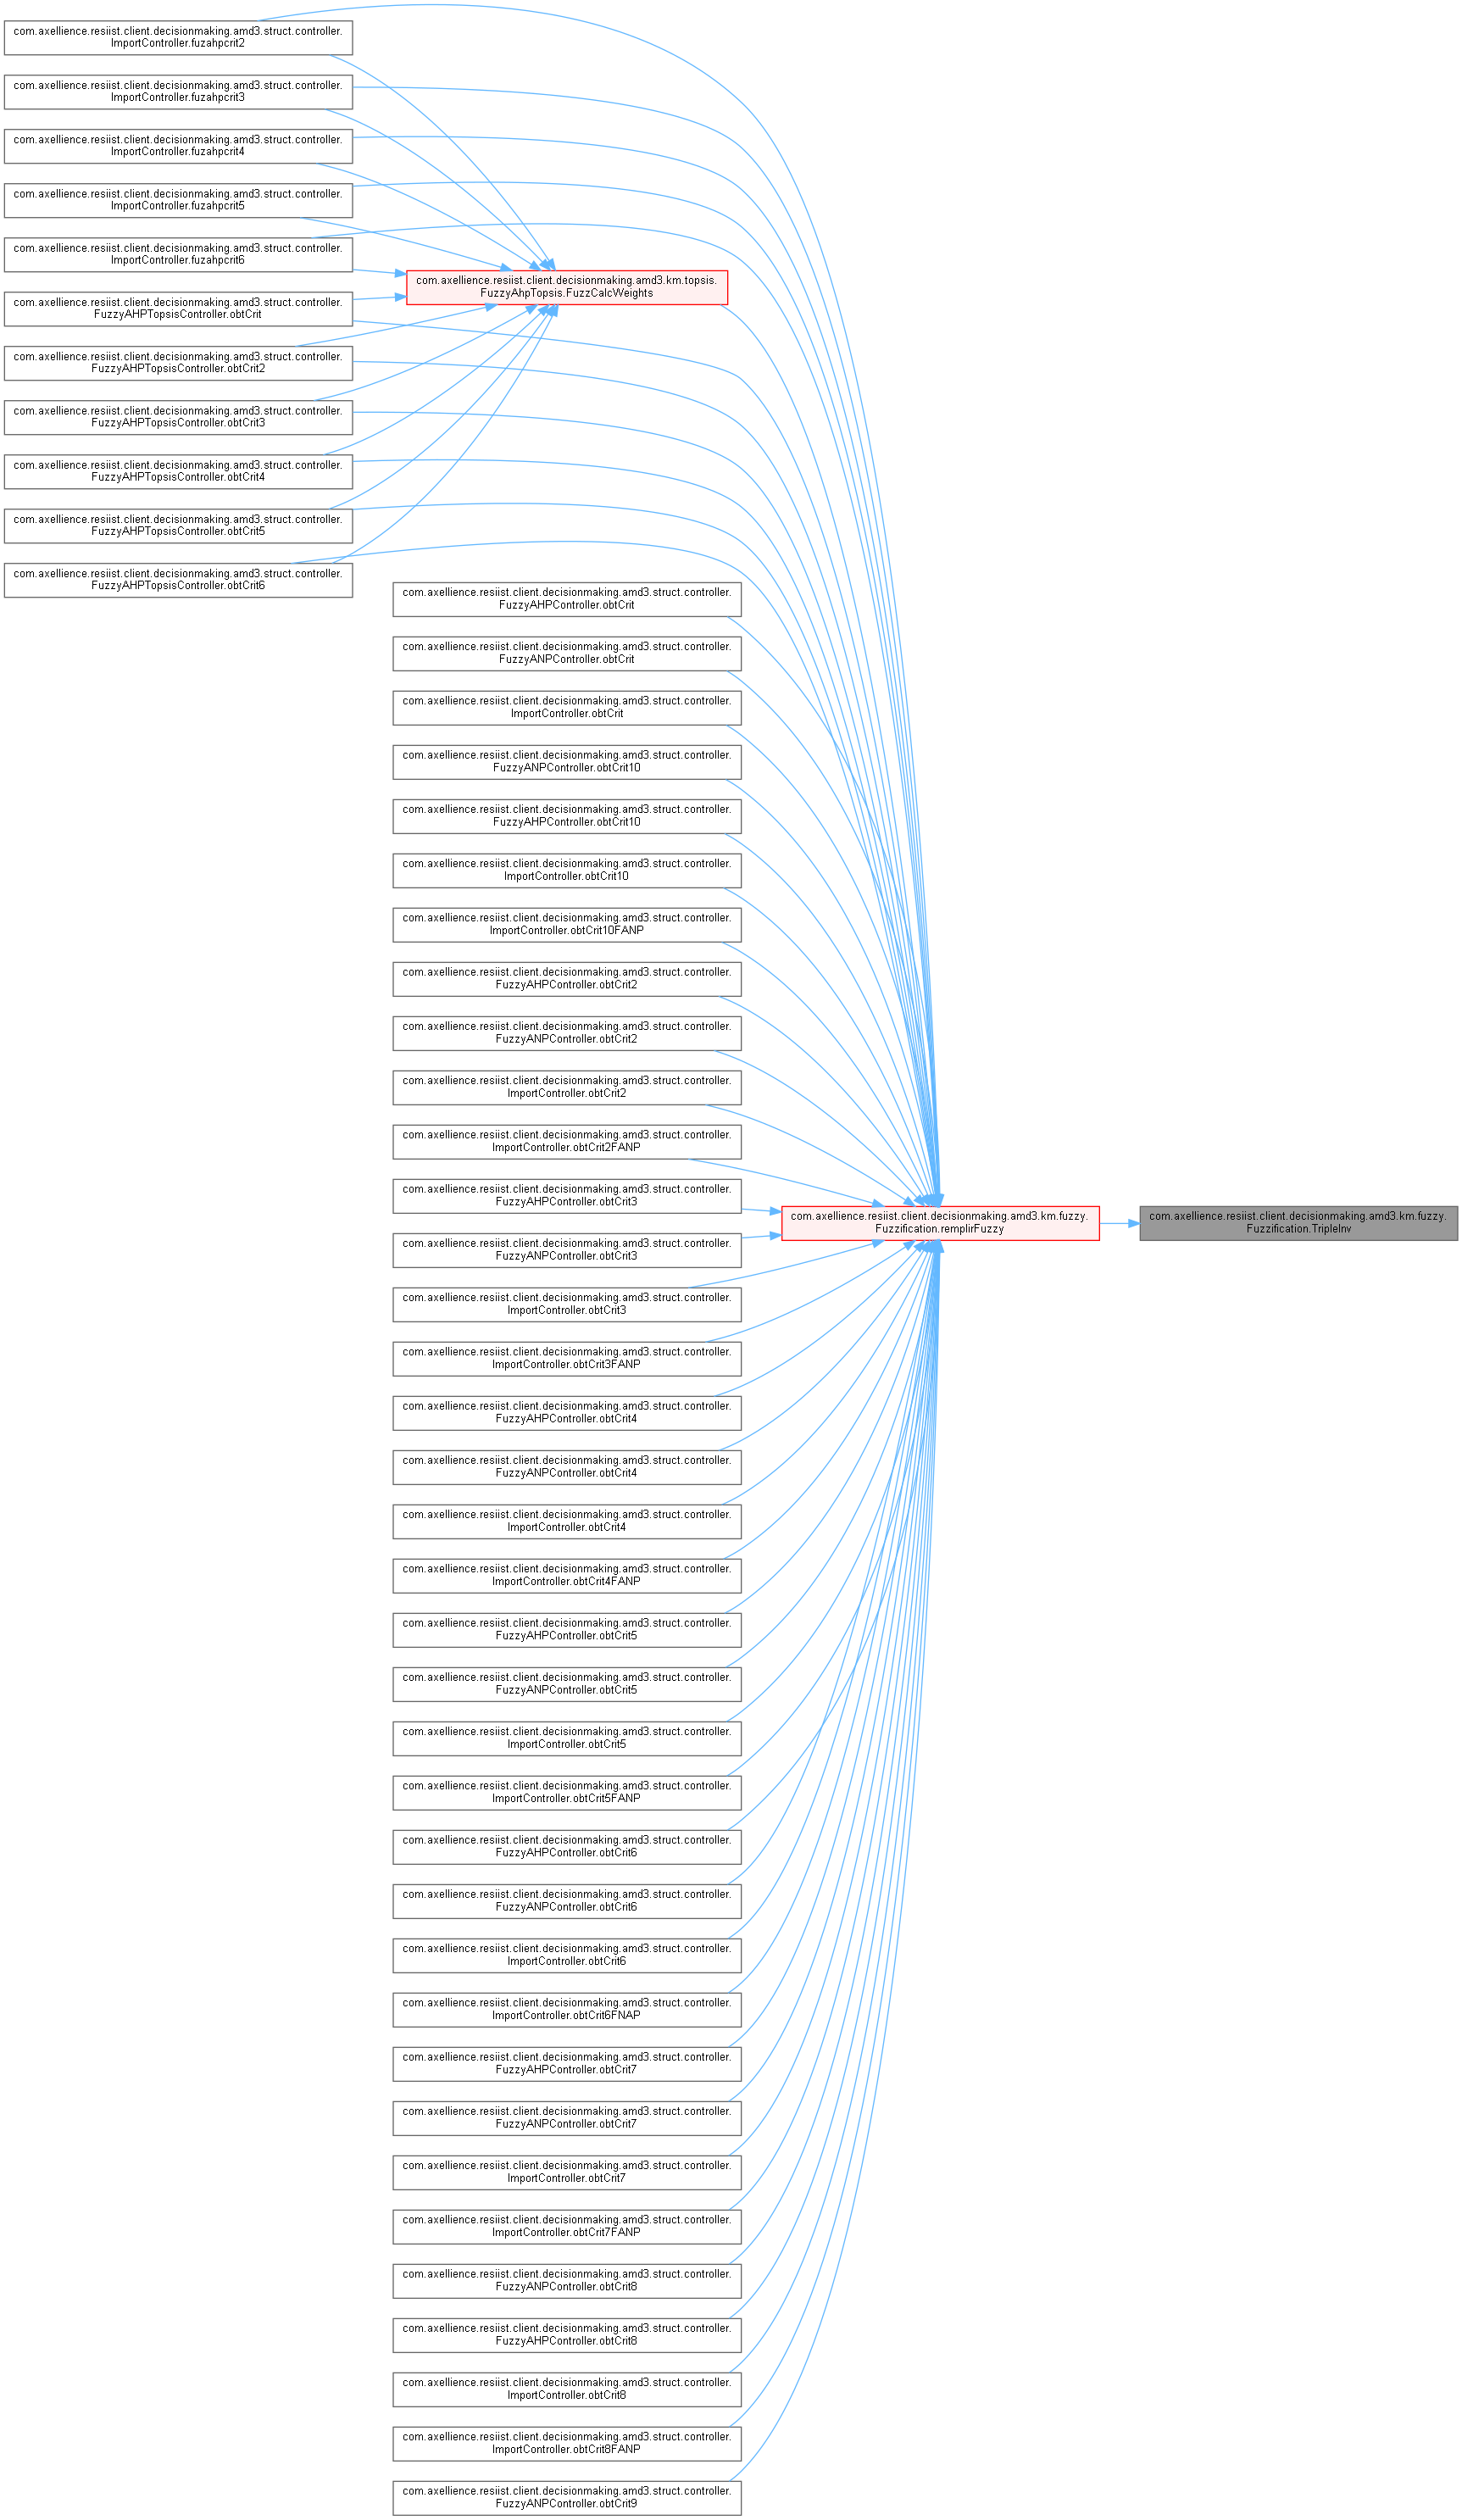 com.axellience.resiist.client.decisionmaking.amd3.struct.controller.
ImportController.fuzahpcrit2
com.axellience.resiist.client.decisionmaking.amd3.struct.controller.
ImportController.fuzahpcrit3
com.axellience.resiist.client.decisionmaking.amd3.struct.controller.
ImportController.fuzahpcrit4
com.axellience.resiist.client.decisionmaking.amd3.struct.controller.
ImportController.fuzahpcrit5
com.axellience.resiist.client.decisionmaking.amd3.struct.controller.
ImportController.fuzahpcrit6
com.axellience.resiist.client.decisionmaking.amd3.struct.controller.
FuzzyAHPTopsisController.obtCrit
com.axellience.resiist.client.decisionmaking.amd3.struct.controller.
FuzzyAHPTopsisController.obtCrit2
com.axellience.resiist.client.decisionmaking.amd3.struct.controller.
FuzzyAHPTopsisController.obtCrit3
com.axellience.resiist.client.decisionmaking.amd3.struct.controller.
FuzzyAHPTopsisController.obtCrit4
com.axellience.resiist.client.decisionmaking.amd3.struct.controller.
FuzzyAHPTopsisController.obtCrit5
com.axellience.resiist.client.decisionmaking.amd3.struct.controller.
FuzzyAHPTopsisController.obtCrit6
com.axellience.resiist.client.decisionmaking.amd3.km.topsis.
FuzzyAhpTopsis.FuzzCalcWeights
com.axellience.resiist.client.decisionmaking.amd3.struct.controller.
FuzzyAHPController.obtCrit
com.axellience.resiist.client.decisionmaking.amd3.struct.controller.
FuzzyANPController.obtCrit
com.axellience.resiist.client.decisionmaking.amd3.struct.controller.
ImportController.obtCrit
com.axellience.resiist.client.decisionmaking.amd3.struct.controller.
FuzzyANPController.obtCrit10
com.axellience.resiist.client.decisionmaking.amd3.struct.controller.
FuzzyAHPController.obtCrit10
com.axellience.resiist.client.decisionmaking.amd3.struct.controller.
ImportController.obtCrit10
com.axellience.resiist.client.decisionmaking.amd3.struct.controller.
ImportController.obtCrit10FANP
com.axellience.resiist.client.decisionmaking.amd3.struct.controller.
FuzzyAHPController.obtCrit2
com.axellience.resiist.client.decisionmaking.amd3.struct.controller.
FuzzyANPController.obtCrit2
com.axellience.resiist.client.decisionmaking.amd3.struct.controller.
ImportController.obtCrit2
com.axellience.resiist.client.decisionmaking.amd3.struct.controller.
ImportController.obtCrit2FANP
com.axellience.resiist.client.decisionmaking.amd3.struct.controller.
FuzzyAHPController.obtCrit3
com.axellience.resiist.client.decisionmaking.amd3.struct.controller.
FuzzyANPController.obtCrit3
com.axellience.resiist.client.decisionmaking.amd3.struct.controller.
ImportController.obtCrit3
com.axellience.resiist.client.decisionmaking.amd3.struct.controller.
ImportController.obtCrit3FANP
com.axellience.resiist.client.decisionmaking.amd3.struct.controller.
FuzzyAHPController.obtCrit4
com.axellience.resiist.client.decisionmaking.amd3.struct.controller.
FuzzyANPController.obtCrit4
com.axellience.resiist.client.decisionmaking.amd3.struct.controller.
ImportController.obtCrit4
com.axellience.resiist.client.decisionmaking.amd3.struct.controller.
ImportController.obtCrit4FANP
com.axellience.resiist.client.decisionmaking.amd3.struct.controller.
FuzzyAHPController.obtCrit5
com.axellience.resiist.client.decisionmaking.amd3.struct.controller.
FuzzyANPController.obtCrit5
com.axellience.resiist.client.decisionmaking.amd3.struct.controller.
ImportController.obtCrit5
com.axellience.resiist.client.decisionmaking.amd3.struct.controller.
ImportController.obtCrit5FANP
com.axellience.resiist.client.decisionmaking.amd3.struct.controller.
FuzzyAHPController.obtCrit6
com.axellience.resiist.client.decisionmaking.amd3.struct.controller.
FuzzyANPController.obtCrit6
com.axellience.resiist.client.decisionmaking.amd3.struct.controller.
ImportController.obtCrit6
com.axellience.resiist.client.decisionmaking.amd3.struct.controller.
ImportController.obtCrit6FNAP
com.axellience.resiist.client.decisionmaking.amd3.struct.controller.
FuzzyAHPController.obtCrit7
com.axellience.resiist.client.decisionmaking.amd3.struct.controller.
FuzzyANPController.obtCrit7
com.axellience.resiist.client.decisionmaking.amd3.struct.controller.
ImportController.obtCrit7
com.axellience.resiist.client.decisionmaking.amd3.struct.controller.
ImportController.obtCrit7FANP
com.axellience.resiist.client.decisionmaking.amd3.struct.controller.
FuzzyANPController.obtCrit8
com.axellience.resiist.client.decisionmaking.amd3.struct.controller.
FuzzyAHPController.obtCrit8
com.axellience.resiist.client.decisionmaking.amd3.struct.controller.
ImportController.obtCrit8
com.axellience.resiist.client.decisionmaking.amd3.struct.controller.
ImportController.obtCrit8FANP
com.axellience.resiist.client.decisionmaking.amd3.struct.controller.
FuzzyANPController.obtCrit9
com.axellience.resiist.client.decisionmaking.amd3.km.fuzzy.
Fuzzification.remplirFuzzy
com.axellience.resiist.client.decisionmaking.amd3.km.fuzzy.
Fuzzification.TripleInv